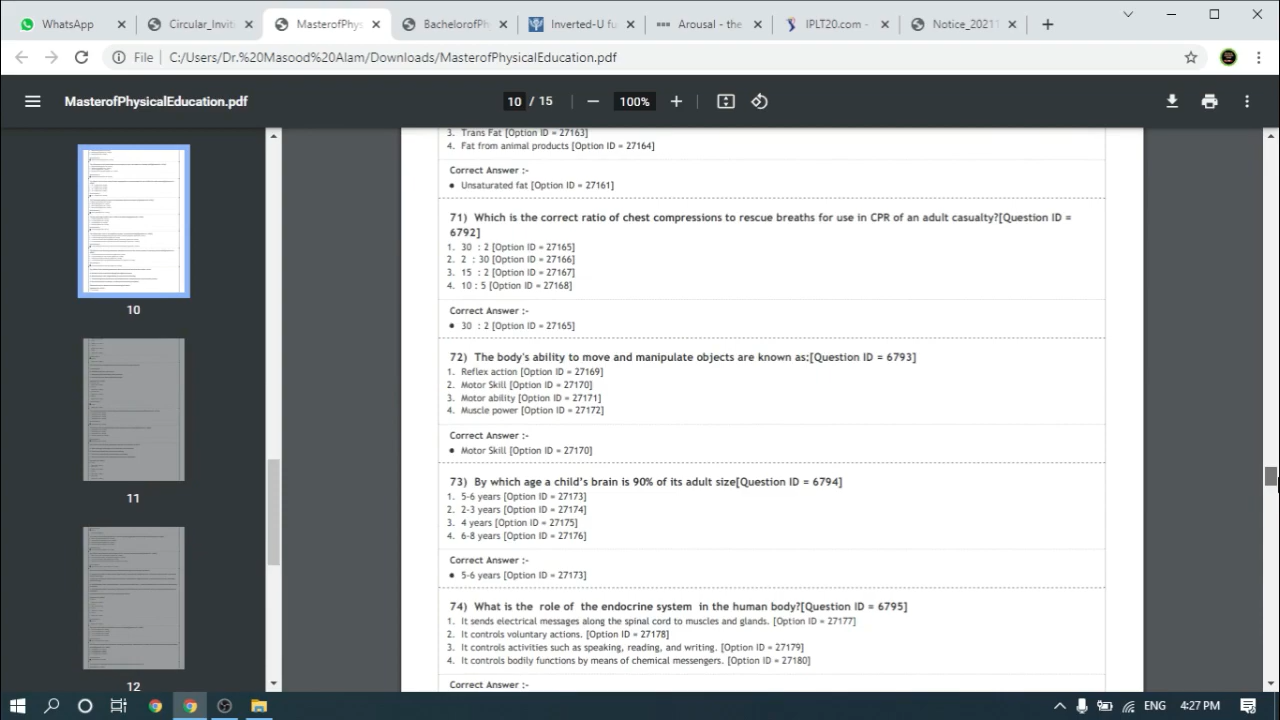 WhatsApp
Circular_Invit
MasterofPhys
BachelorofPh
Inverted-U fu
Arousal - the
IPLT20.com -
Notice_20211
File
C:/Users/Dr.%20Masood%20Alam/Downloads/MasterofPhysicalEducation.pdf
MasterofPhysicalEducation.pdf
10 / 15
100%
3. Trans Fat [Option ID = 27163]
4. Fat from animal products [Option ID = 27164]
Correct Answer :-
• Unsaturated fat [Option ID = 27161]
71) Which is the correct ratio of chest compressions to rescue breaths for use in CPR of an adult casualty?[Question ID =
6792]
1. 30 : 2 [Option ID = 27165]
2. 2 : 30 [Option ID = 27166]
3. 15 : 2 [Option ID = 27167]
4. 10 : 5 [Option ID = 27168]
Correct Answer :-
• 30 : 2 [Option ID = 27165]
72) The body's ability to move and manipulate objects are known as:[Question ID = 6793]
1. Reflex action [Option ID = 27169]
2. Motor Skill [Option ID = 27170]
3. Motor ability [Option ID = 27171]
4. Muscle power [Option ID = 27172]
Correct Answer :-
• Motor Skill [Option ID = 27170]
73) By which age a child's brain is 90% of its adult size[Question ID = 6794]
1. 5-6 years [Option ID = 27173]
2. 2-3 years [Option ID = 27174]
3. 4 years [Option ID = 27175]
4. 6-8 years [Option ID = 27176]
Correct Answer :-
• 5-6 years [Option ID = 27173]
74) What is the role of the endocrine system in the human body?[Question ID = 6795]
1. It sends electrical messages along the spinal cord to muscles and glands. [Option ID = 27177]
2. It controls voluntary actions. [Option ID = 27178]
3. It controls activities such as speaking, reading, and writing. [Option ID = 27179]
4. It controls bodily functions by means of chemical messengers. [Option ID = 27180]
Correct Answer :-
10
11
12
ENG
4:27 PM